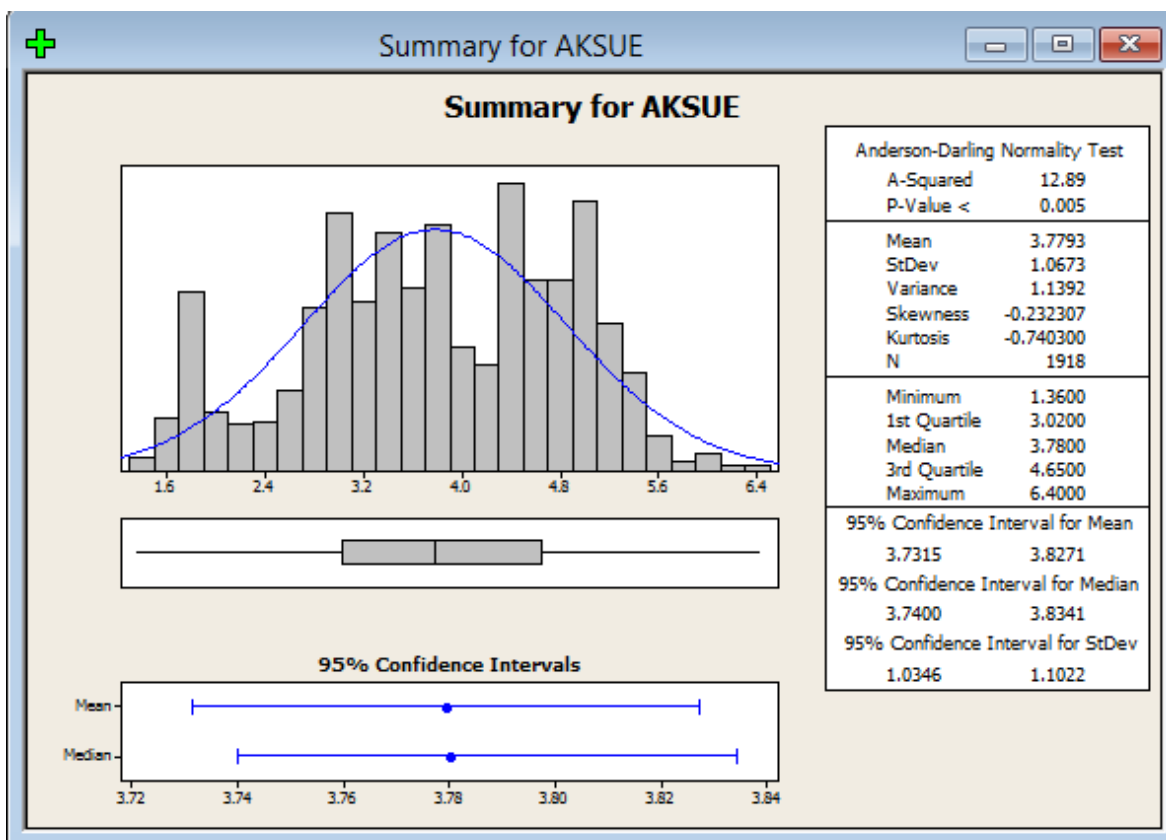 Summary for AKSUE
Summary for AKSUE
1.6 2.4 3.2 4.0 4.8 5.6 6.4
95% Confidence Intervals
Mean
Median
3.72 3.74 3.76 3.78 3.80 3.82 3.84
Anderson-Darling Normality Test
A-Squared 12.89
P-Value < 0.005
Mean 3.7793
StDev 1.0673
Variance 1.1392
Skewness -0.232307
Kurtosis -0.740300
N 1918
Minimum 1.3600
1st Quartile 3.0200
Median 3.7800
3rd Quartile 4.6500
Maximum 6.4000
95% Confidence Interval for Mean
3.7315 3.8271
95% Confidence Interval for Median
3.7400 3.8341
95% Confidence Interval for StDev
1.0346 1.1022